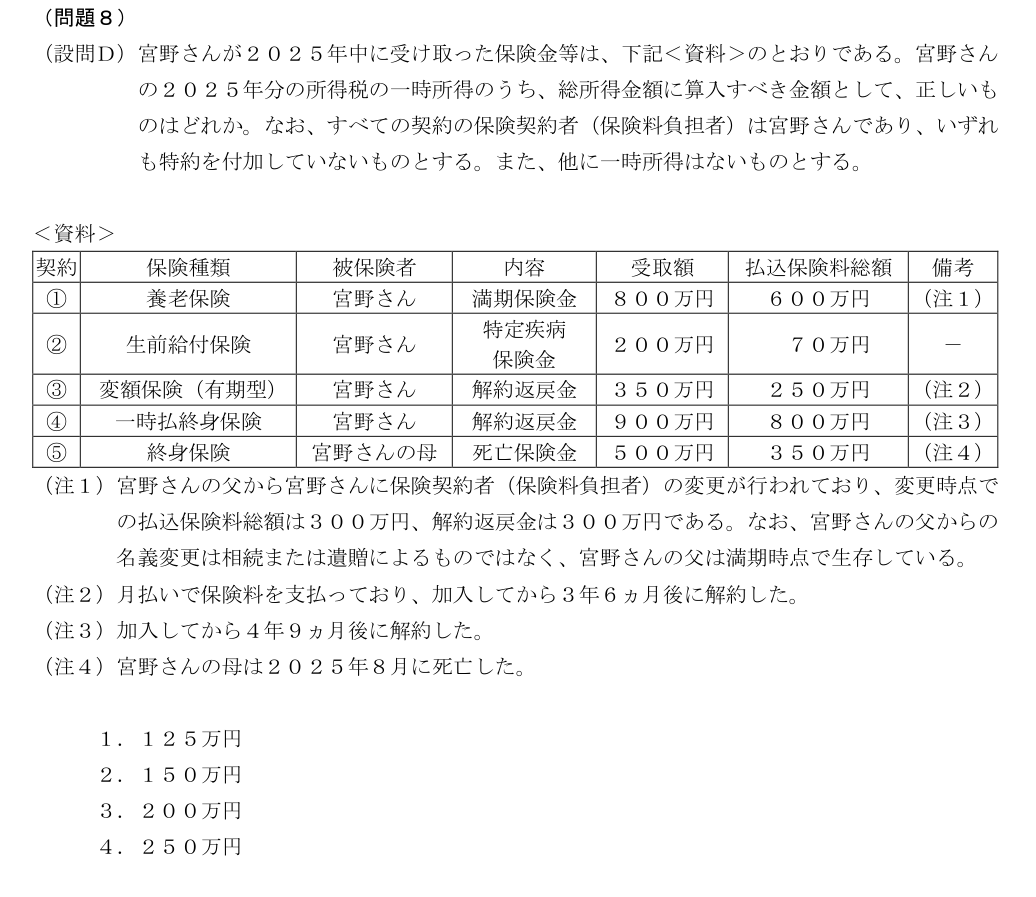 （問題８）
（設問Ｄ）宮野さんが２０２５年中に受け取った保険金等は、下記＜資料＞のとおりである。宮野さん
の２０２５年分の所得税の一時所得のうち、総所得金額に算入すべき金額として、正しいも
のはどれか。なお、すべての契約の保険契約者（保険料負担者）は宮野さんであり、いずれ
も特約を付加していないものとする。また、他に一時所得はないものとする。
＜資料＞
契約 保険種類 被保険者 内容 受取額 払込保険料総額 備考
① 養老保険 宮野さん 満期保険金 ８００万円 ６００万円 （注１）
② 生前給付保険 宮野さん 特定疾病 ２００万円 ７０万円 －
保険金
③ 変額保険（有期型） 宮野さん 解約返戻金 ３５０万円 ２５０万円 （注２）
④ 一時払終身保険 宮野さん 解約返戻金 ９００万円 ８００万円 （注３）
⑤ 終身保険 宮野さんの母 死亡保険金 ５００万円 ３５０万円 （注４）
（注１）宮野さんの父から宮野さんに保険契約者（保険料負担者）の変更が行われており、変更時点で
の払込保険料総額は３００万円、解約返戻金は３００万円である。なお、宮野さんの父からの
名義変更は相続または遺贈によるものではなく、宮野さんの父は満期時点で生存している。
（注２）月払いで保険料を支払っており、加入してから３年６ヵ月後に解約した。
（注３）加入してから４年９ヵ月後に解約した。
（注４）宮野さんの母は２０２５年８月に死亡した。
１．１２５万円
２．１５０万円
３．２００万円
４．２５０万円